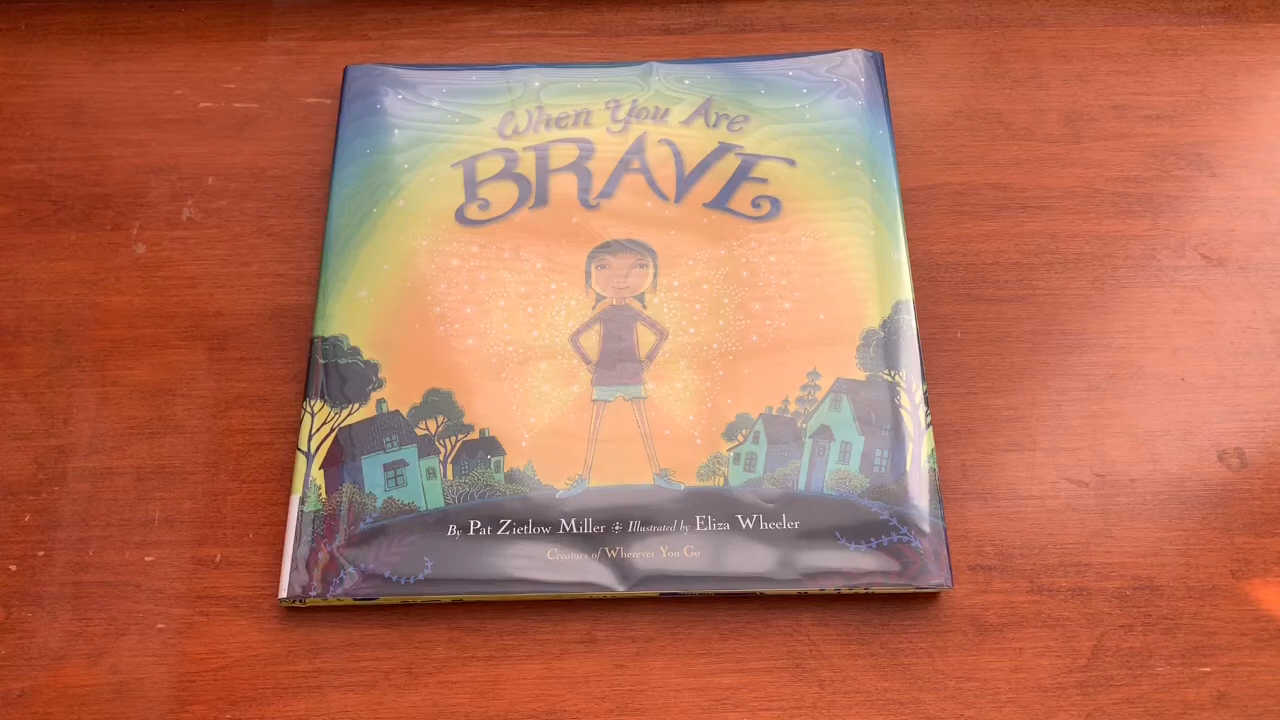 When You Are
BRAVE
By Pat Zietlow Miller Illustrated by Eliza Wheeler
Creators of Wherever You Go